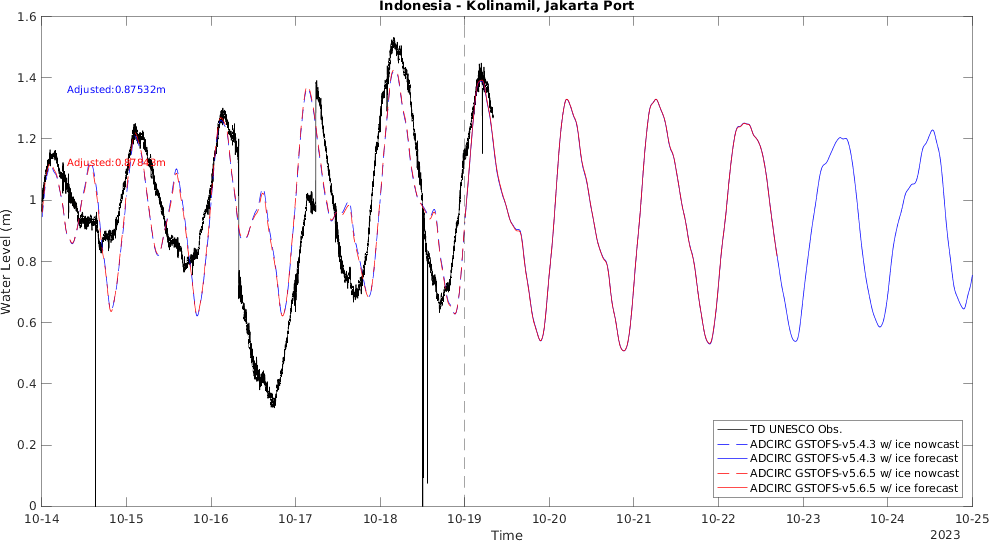 Indonesia - Kolinamil, Jakarta Port
1.6
1.4
1.2
1
0.8
0.6
0.4
0.2
0
Water Level (m)
Adjusted:0.87532m
TD UNESCO Obs.
ADCIRC GSTOFS-v5.4.3 w/ ice nowcast
ADCIRC GSTOFS-v5.4.3 w/ ice forecast
ADCIRC GSTOFS-v5.6.5 w/ ice nowcast
ADCIRC GSTOFS-v5.6.5 w/ ice forecast
10-14 10-15 10-16 10-17 10-18 10-19 10-20 10-21 10-22 10-23 10-24 10-25
Time
2023